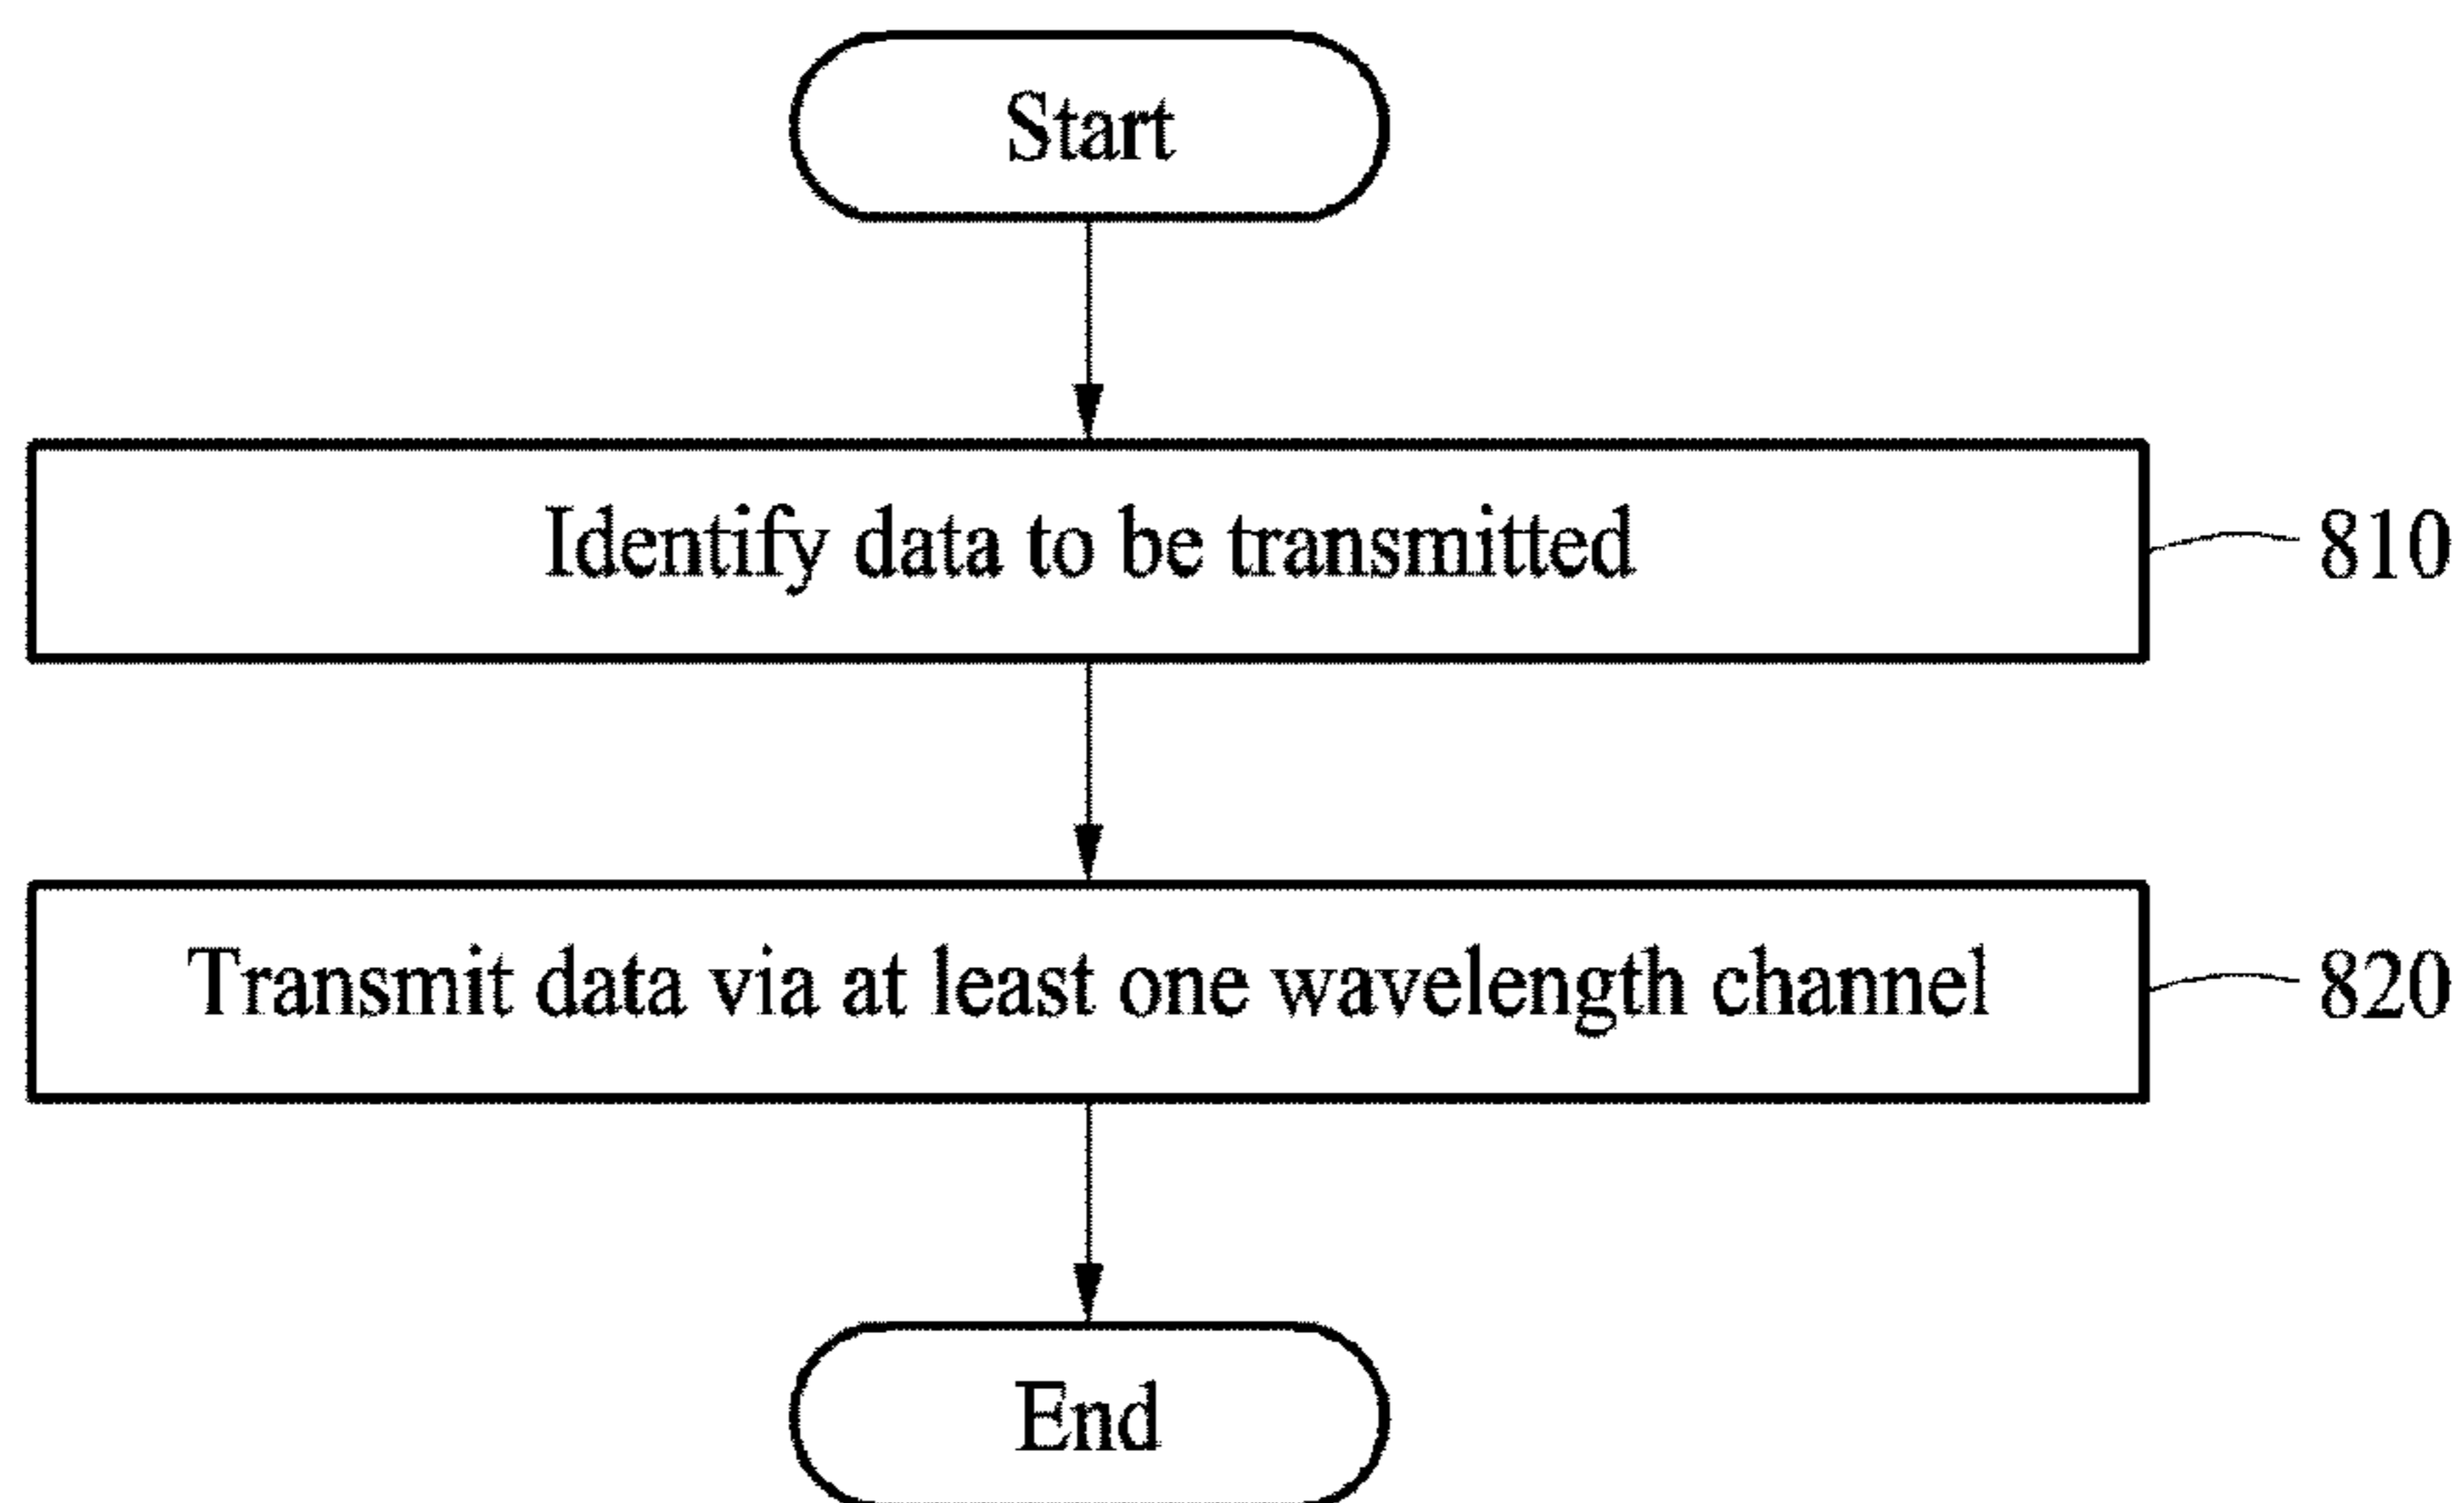 Start
Identify data to be transmitted
810
Transmit data via at least one wavelength channel
820
End